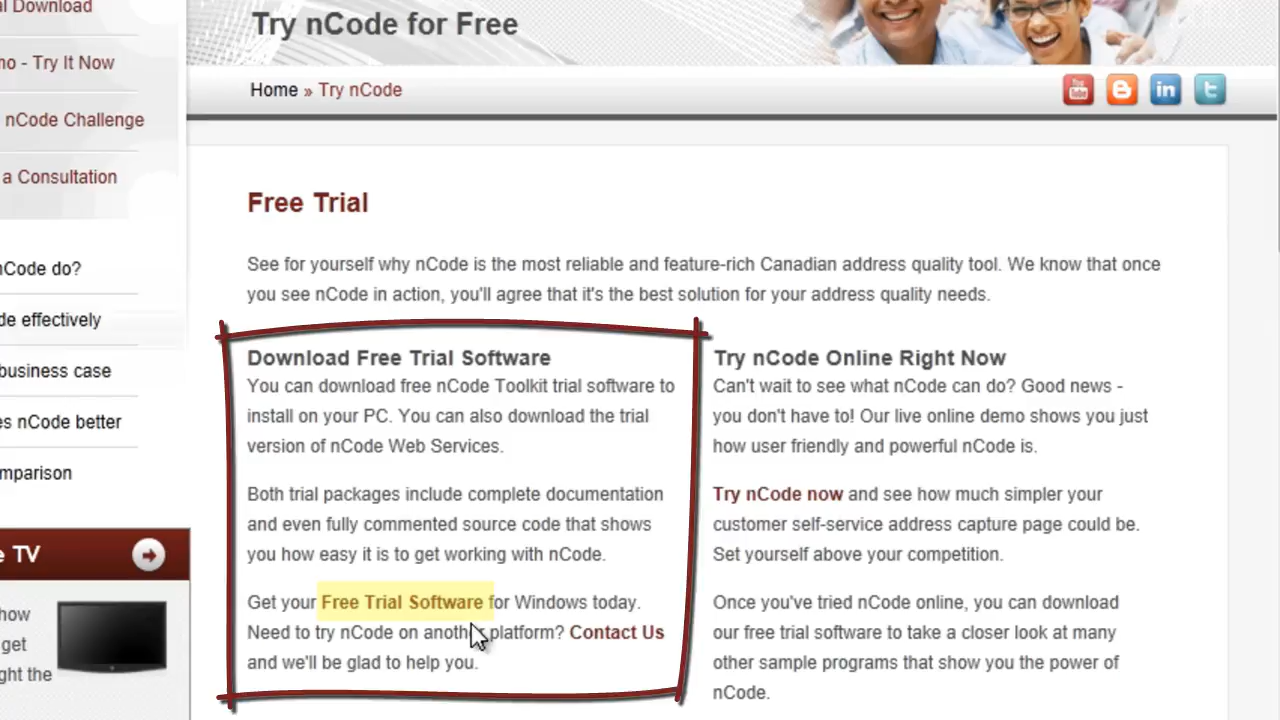 al Download
mo - Try It Now
nCode Challenge
a Consultation
nCode do?
de effectively
business case
es nCode better
mparison
e TV
how
get
ht the
Try nCode for Free
Home » Try nCode
You Tube
in
t
Free Trial
See for yourself why nCode is the most reliable and feature-rich Canadian address quality tool. We know that once
you see nCode in action, you'll agree that it's the best solution for your address quality needs.
Download Free Trial Software
You can download free nCode Toolkit trial software to
install on your PC. You can also download the trial
version of nCode Web Services.
Both trial packages include complete documentation
and even fully commented source code that shows
you how easy it is to get working with nCode.
Get your Free Trial Software for Windows today.
Need to try nCode on anoth platform? Contact Us
and we'll be glad to help you.
Try nCode Online Right Now
Can't wait to see what nCode can do? Good news -
you don't have to! Our live online demo shows you just
how user friendly and powerful nCode is.
Try nCode now and see how much simpler your
customer self-service address capture page could be.
Set yourself above your competition.
Once you've tried nCode online, you can download
our free trial software to take a closer look at many
other sample programs that show you the power of
nCode.